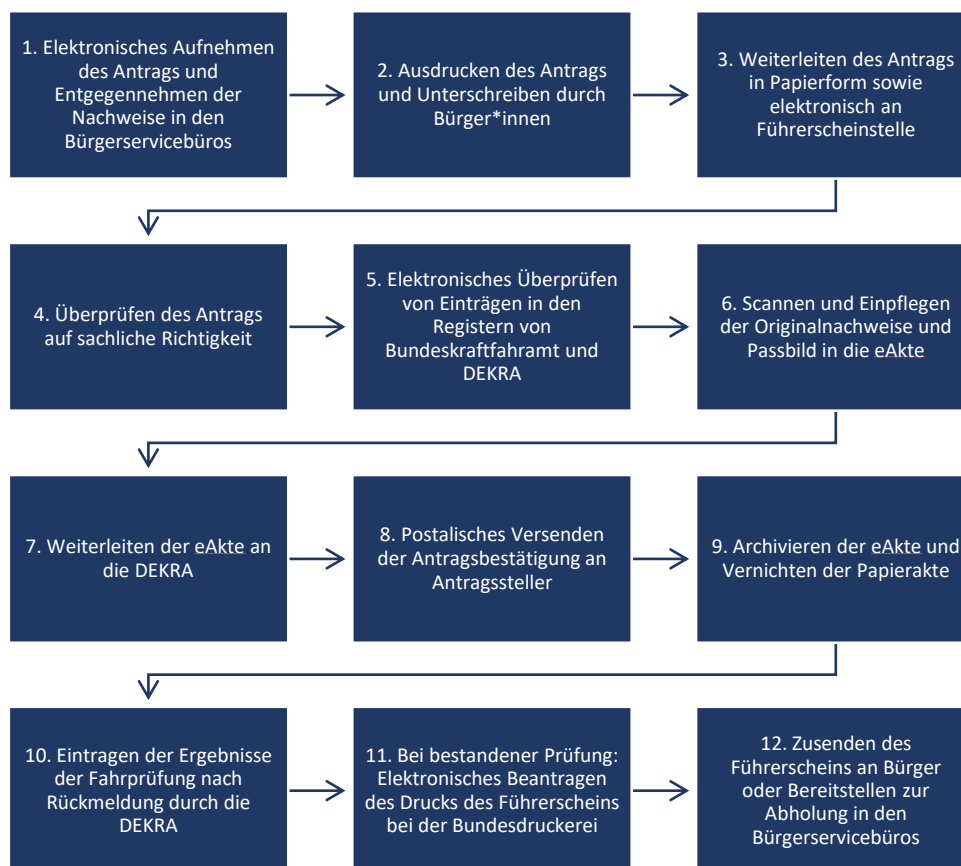 1. Elektronisches Aufnehmen
des Antrags und
Entgegennehmen der
Nachweise in den
Bürgerservicebüros
2. Ausdrucken des Antrags
und Unterschreiben durch
Bürger*innen
3. Weiterleiten des Antrags
in Papierform sowie
elektronisch an
Führerscheinstelle
4. Überprüfen des Antrags
auf sachliche Richtigkeit
5. Elektronisches Überprüfen
von Einträgen in den
Registern von
Bundeskraftfahramt und
DEKRA
6. Scannen und Einpflegen
der Originalnachweise und
Passbild in die eAkte
7. Weiterleiten der eAkte an
die DEKRA
8. Postalisches Versenden
der Antragsbestätigung an
Antragssteller
9. Archivieren der eAkte und
Vernichten der Papierakte
10. Eintragen der Ergebnisse
der Fahrprüfung nach
Rückmeldung durch die
DEKRA
11. Bei bestandener Prüfung:
Elektronisches Beantragen
des Drucks des Führerscheins
bei der Bundesdruckerei
12. Zusenden des
Führerscheins an Bürger
oder Bereitstellen zur
Abholung in den
Bürgerservicebüros